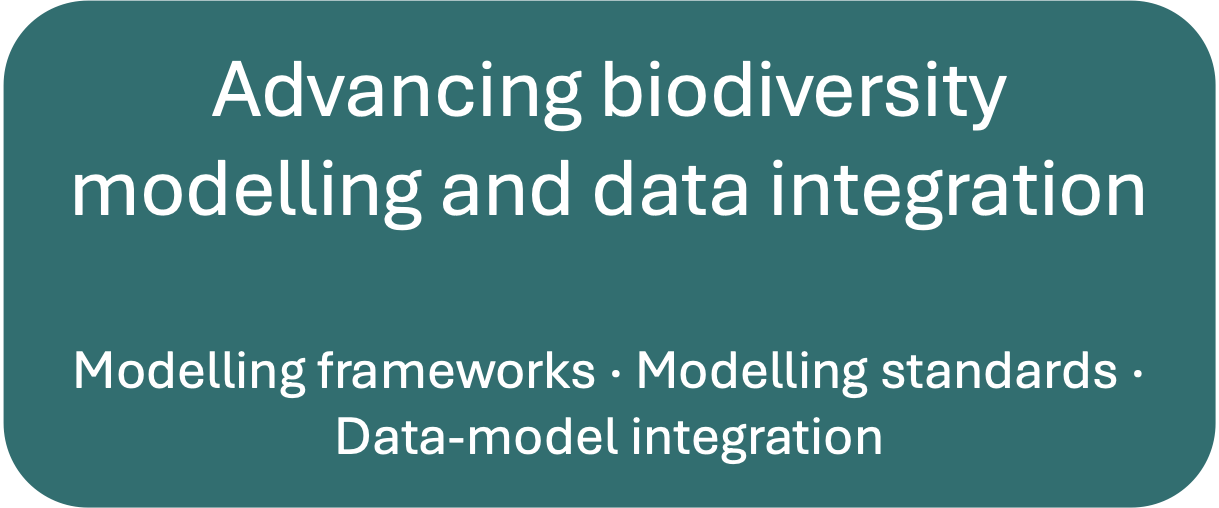 Advancing biodiversity
modelling and data integration
Modelling frameworks · Modelling standards ·
Data-model integration